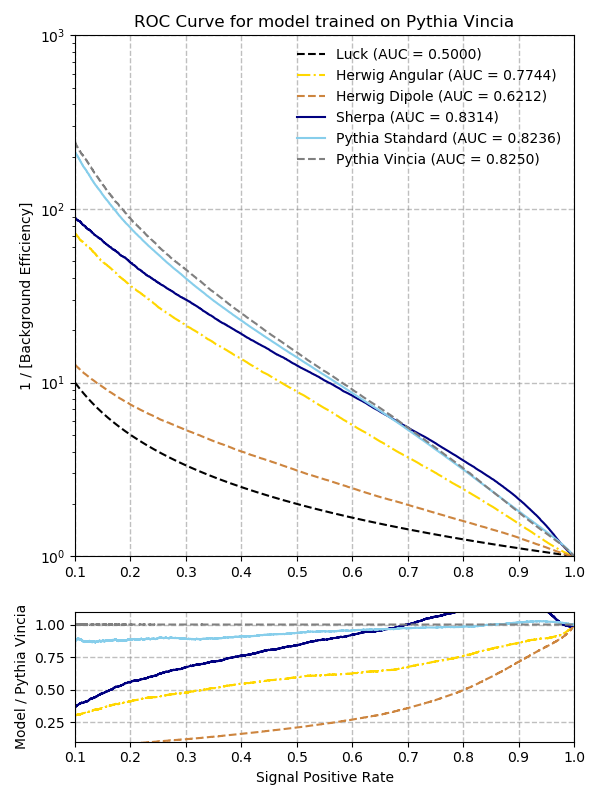 ROC Curve for model trained on Pythia Vincia
1 / [Background Efficiency]
10³
10²
10¹
10⁰
Luck (AUC = 0.5000)
Herwig Angular (AUC = 0.7744)
Herwig Dipole (AUC = 0.6212)
Sherpa (AUC = 0.8314)
Pythia Standard (AUC = 0.8236)
Pythia Vincia (AUC = 0.8250)
0.1 0.2 0.3 0.4 0.5 0.6 0.7 0.8 0.9 1.0
Model / Pythia Vincia
1.00
0.75
0.50
0.25
0.1 0.2 0.3 0.4 0.5 0.6 0.7 0.8 0.9 1.0
Signal Positive Rate